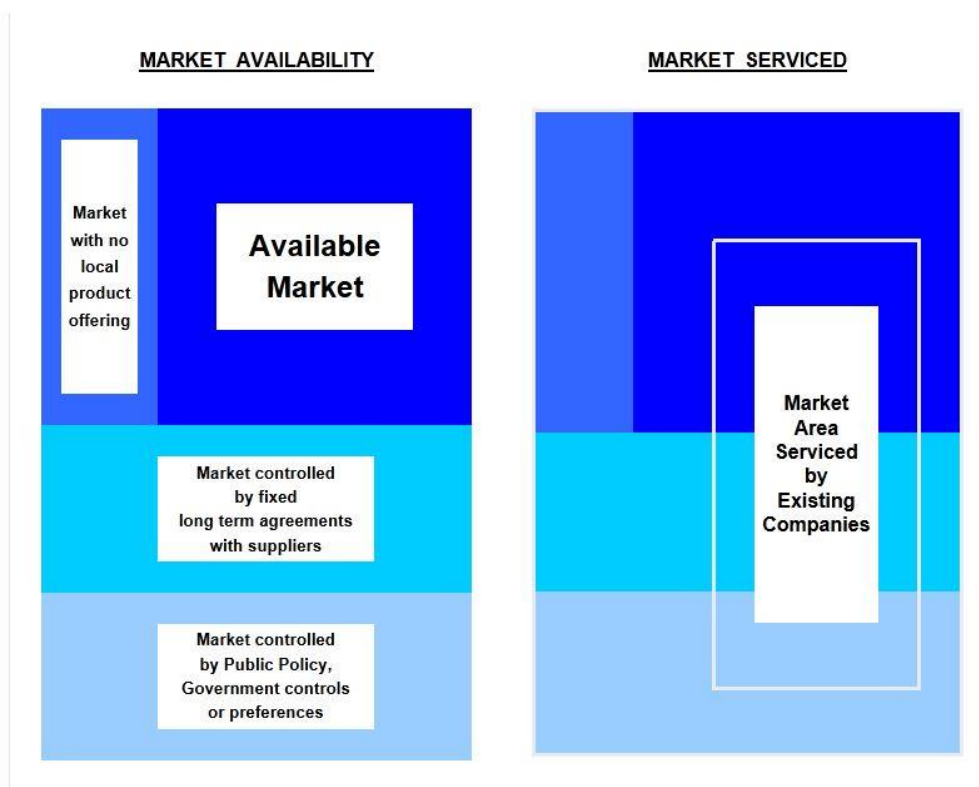 MARKET AVAILABILITY
Market
with no
local
product
offering
Available
Market
Market controlled
by fixed
long term agreements
with suppliers
Market controlled
by Public Policy,
Government controls
or preferences
MARKET SERVICED
Market
Area
Serviced
by
Existing
Companies